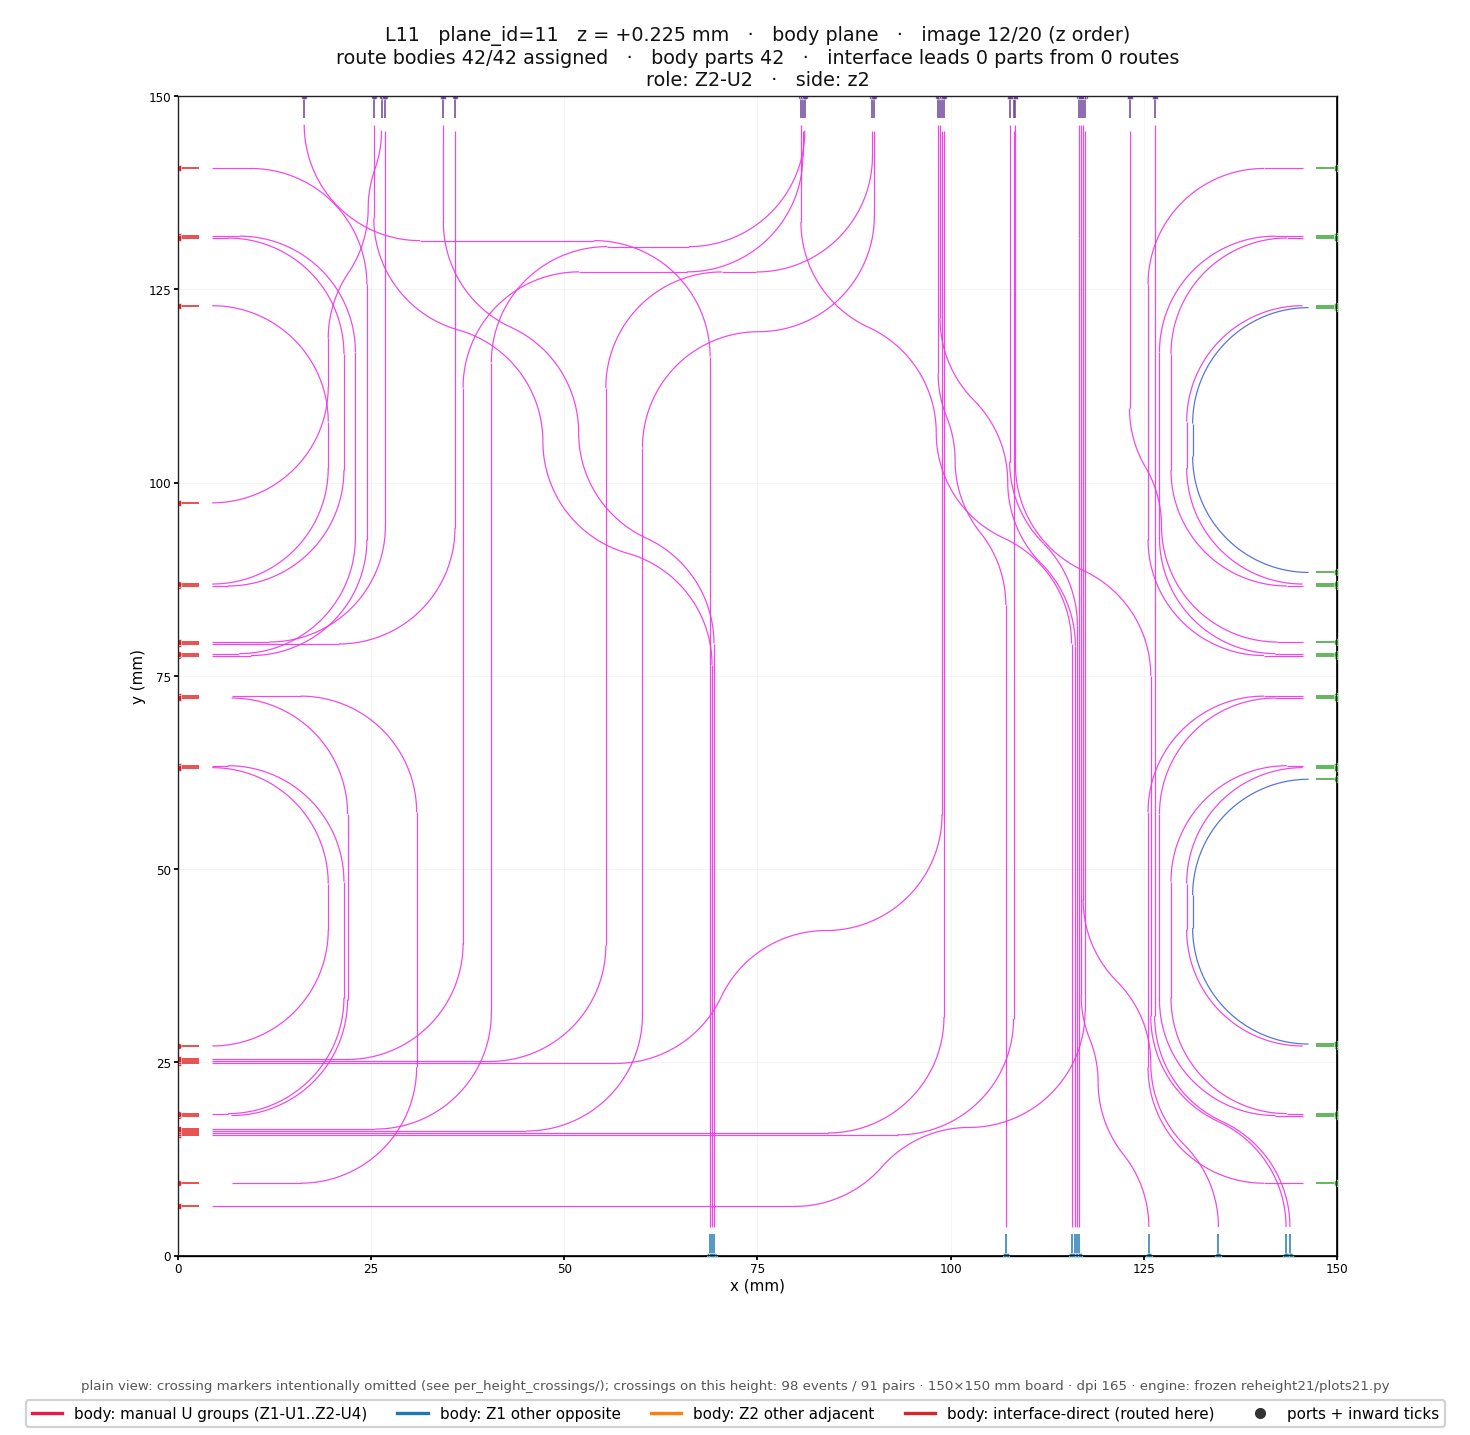 L11   plane_id=11   z = +0.225 mm   ·   body plane   ·   image 12/20 (z order)
route bodies 42/42 assigned   ·   body parts 42   ·   interface leads 0 parts from 0 routes
role: Z2-U2   ·   side: z2
150
125
100
75
50
25
0
y (mm)
0 25 50 75 100 125 150
x (mm)
plain view: crossing markers intentionally omitted (see per_height_crossings/); crossings on this height: 98 events / 91 pairs · 150×150 mm board · dpi 165 · engine: frozen reheight21/plots21.py
body: manual U groups (Z1-U1..Z2-U4) body: Z1 other opposite body: Z2 other adjacent body: interface-direct (routed here) ports + inward ticks